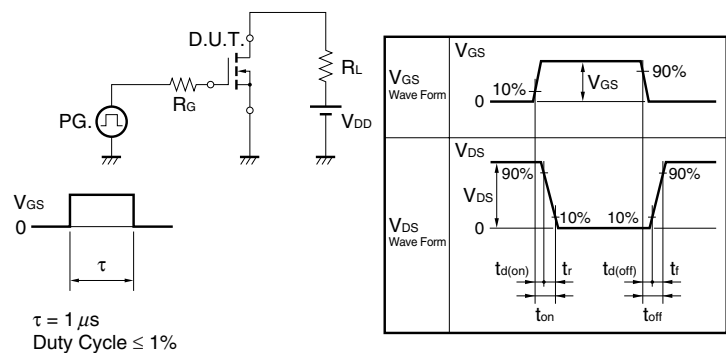 D.U.T.
RL
RG
PG.
VDD
VGS
0
τ
τ = 1 μs
Duty Cycle ≤ 1%
VGS
Wave Form
VGS
10%
VGS
90%
0
VDS
Wave Form
VDS
90%
VDS
90%
10%
10%
0
td(on)
tr
td(off)
tf
ton
toff